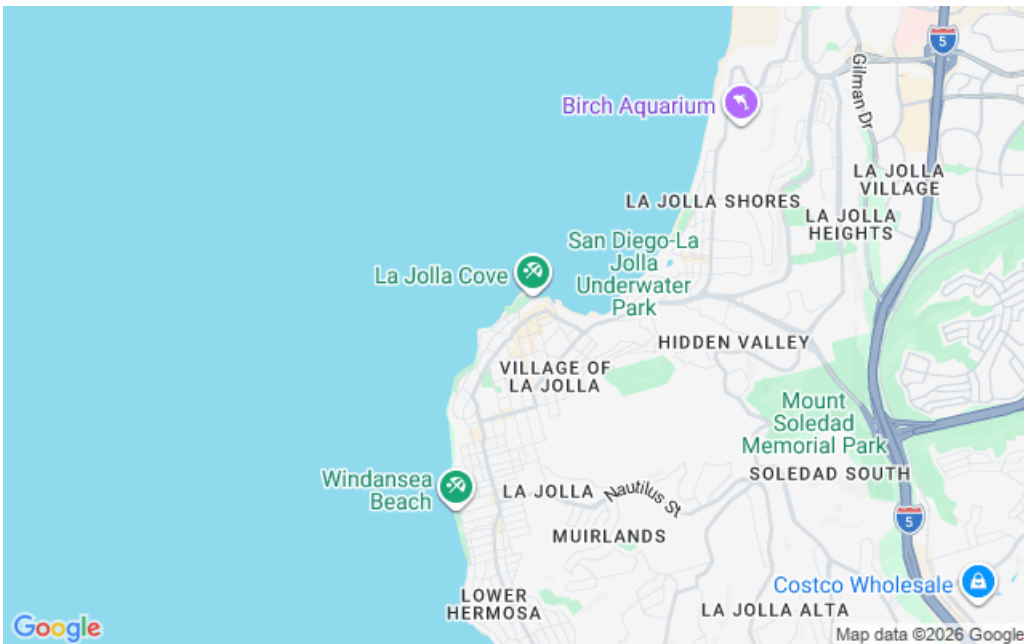 5
Gilman Dr
Birch Aquarium
LA JOLLA
VILLAGE
LA JOLLA SHORES
LA JOLLA
HEIGHTS
San Diego-La
Jolla
Underwater
Park
La Jolla Cove
HIDDEN VALLEY
VILLAGE OF
LA JOLLA
Mount
Soledad
Memorial Park
SOLEDAD SOUTH
Windansea
Beach
LA JOLLA
Nautilus St
5
MUIRLANDS
Costco Wholesale
LOWER
HERMOSA
LA JOLLA ALTA
Google
Map data ©2026 Google